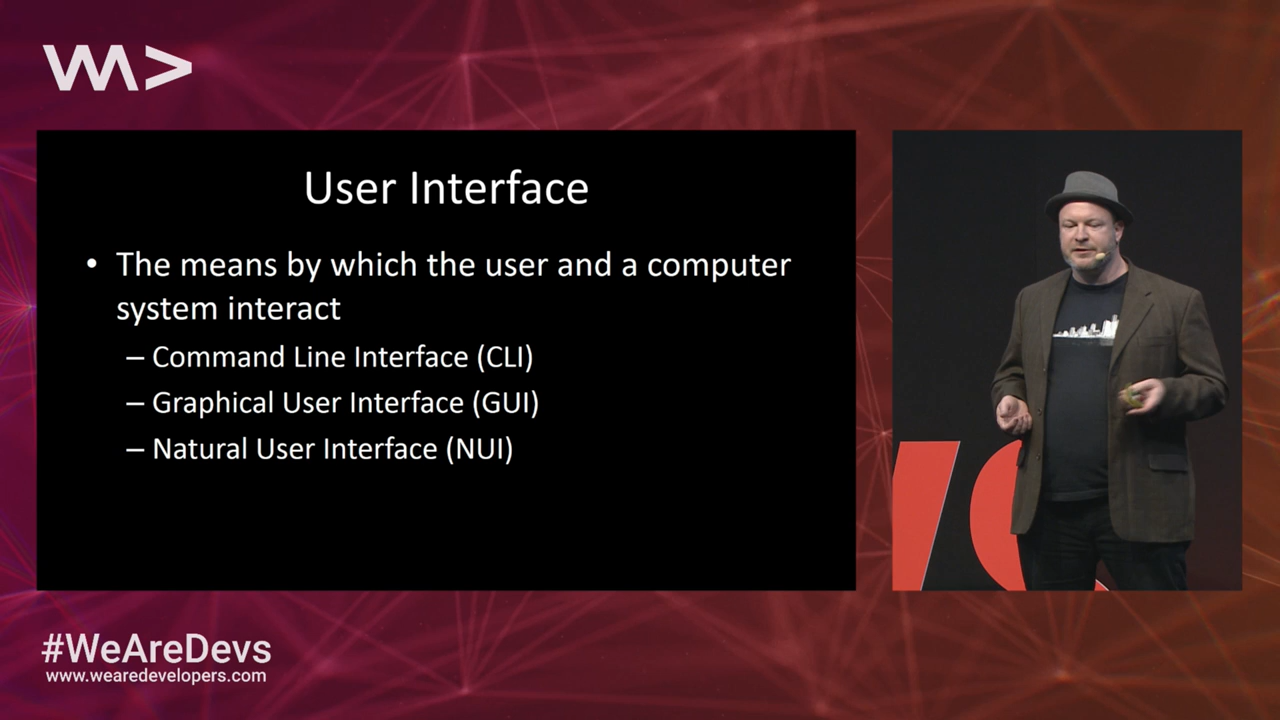 User Interface
• The means by which the user and a computer
system interact
– Command Line Interface (CLI)
– Graphical User Interface (GUI)
– Natural User Interface (NUI)
#WeAreDevs
www.wearedevelopers.com